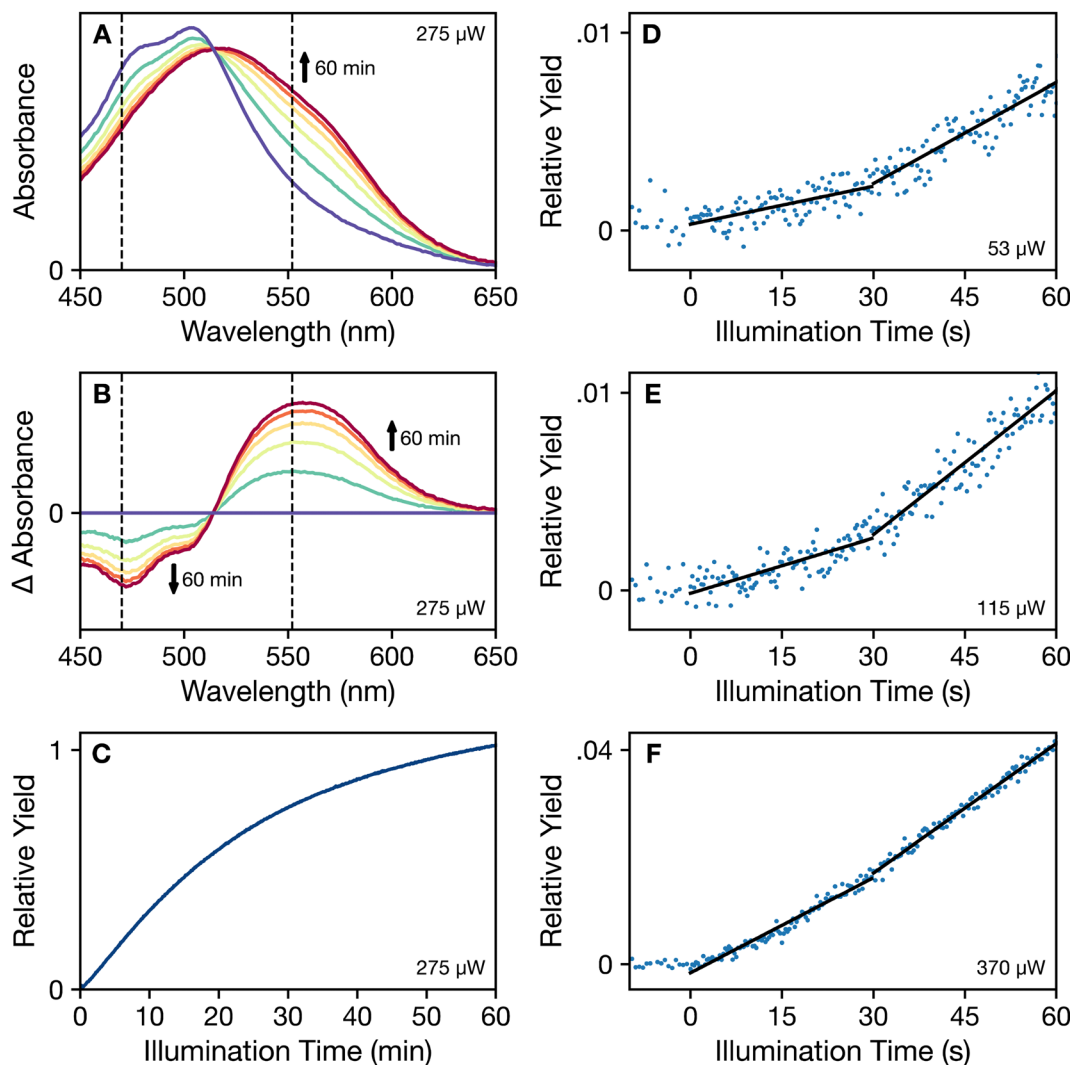 A
275 µW
60 min
Absorbance
0
450 500 550 600 650
Wavelength (nm)
B
60 min
0
Δ Absorbance
60 min
275 µW
450 500 550 600 650
Wavelength (nm)
C
1
Relative Yield
275 µW
0
0 10 20 30 40 50 60
Illumination Time (min)
D
.01
Relative Yield
0
53 µW
0 15 30 45 60
Illumination Time (s)
E
.01
Relative Yield
0
115 µW
0 15 30 45 60
Illumination Time (s)
F
.04
Relative Yield
0
370 µW
0 15 30 45 60
Illumination Time (s)